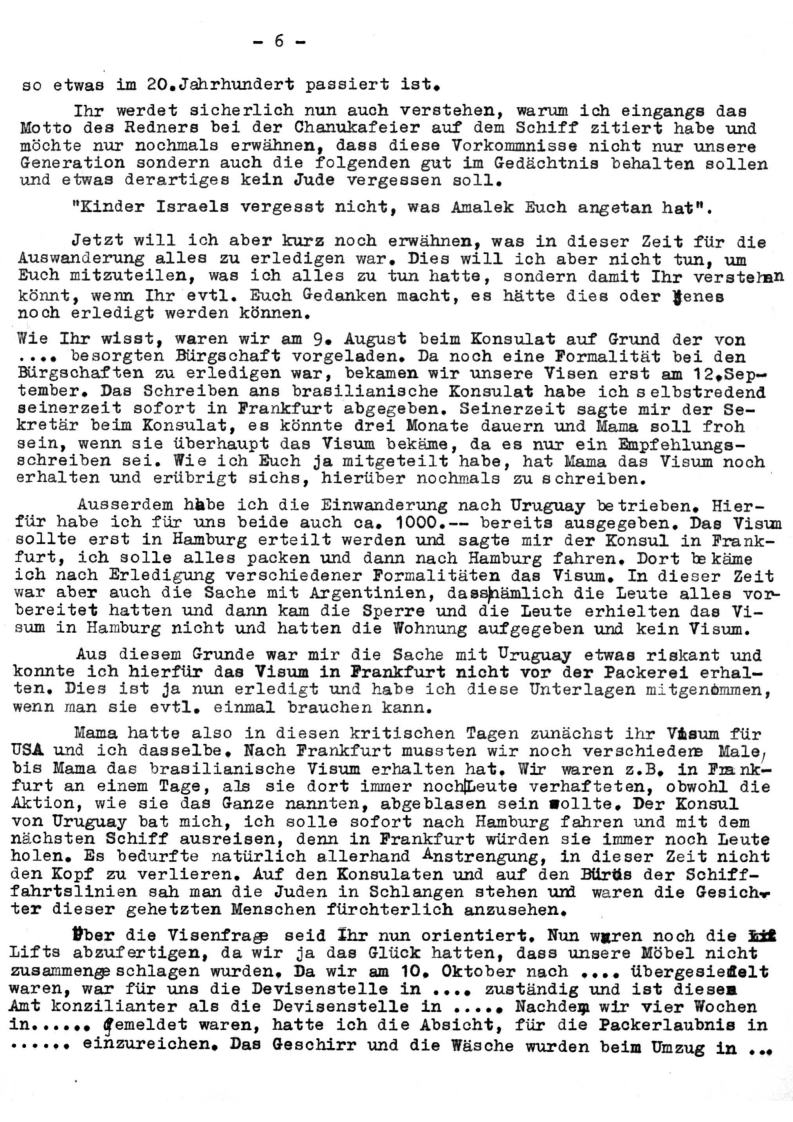 - 6 -
so etwas im 20.Jahrhundert passiert ist.
Ihr werdet sicherlich nun auch verstehen, warum ich eingangs das
Motto des Redners bei der Chanukafeier auf dem Schiff zitiert habe und
möchte nur nochmals erwähnen, dass diese Vorkommnisse nicht nur unsere
Generation sondern auch die folgenden gut im Gedächtnis behalten sollen
und etwas derartiges kein Jude vergessen soll.
"Kinder Israels vergesst nicht, was Amalek Euch angetan hat".
Jetzt will ich aber kurz noch erwähnen, was in dieser Zeit für die
Auswanderung alles zu erledigen war. Dies will ich aber nicht tun, um
Euch mitzuteilen, was ich alles zu tun hatte, sondern damit Ihr verstehen
könnt, wenn Ihr evtl. Euch Gedanken macht, es hätte dies oder jenes
noch erledigt werden können.
Wie Ihr wisst, waren wir am 9. August beim Konsulat auf Grund der von
.... besorgten Bürgschaft vorgeladen. Da noch eine Formalität bei den
Bürgschaften zu erledigen war, bekamen wir unsere Visen erst am 12.Sep-
tember. Das Schreiben ans brasilianische Konsulat habe ich selbstredend
seinerzeit sofort in Frankfurt abgegeben. Seinerzeit sagte mir der Se-
kretär beim Konsulat, es könnte drei Monate dauern und Mama soll froh
sein, wenn sie überhaupt das Visum bekäme, da es nur ein Empfehlungs-
schreiben sei. Wie ich Euch ja mitgeteilt habe, hat Mama das Visum noch
erhalten und erübrigt sichs, hierüber nochmals zu schreiben.
Ausserdem habe ich die Einwanderung nach Uruguay betrieben. Hier-
für habe ich für uns beide auch ca. 1000.-- bereits ausgegeben. Das Visum
sollte erst in Hamburg erteilt werden und sagte mir der Konsul in Frank-
furt, ich solle alles packen und dann nach Hamburg fahren. Dort bekäme
ich nach Erledigung verschiedener Formalitäten das Visum. In dieser Zeit
war aber auch die Sache mit Argentinien, dass nämlich die Leute alles vor-
bereitet hatten und dann kam die Sperre und die Leute erhielten das Vi-
sum in Hamburg nicht und hatten die Wohnung aufgegeben und kein Visum.
Aus diesem Grunde war mir die Sache mit Uruguay etwas riskant und
konnte ich hierfür das Visum in Frankfurt nicht vor der Packerei erhal-
ten. Dies ist ja nun erledigt und habe ich diese Unterlagen mitgenommen,
wenn man sie evtl. einmal brauchen kann.
Mama hatte also in diesen kritischen Tagen zunächst ihr Visum für
USA und ich dasselbe. Nach Frankfurt mussten wir noch verschiedene Male,
bis Mama das brasilianische Visum erhalten hat. Wir waren z.B. in Frank-
furt an einem Tage, als sie dort immer noch Leute verhafteten, obwohl die
Aktion, wie sie das Ganze nannten, abgeblasen sein sollte. Der Konsul
von Uruguay bat mich, ich solle sofort nach Hamburg fahren und mit dem
nächsten Schiff ausreisen, denn in Frankfurt würden sie immer noch Leute
holen. Es bedurfte natürlich allerhand Anstrengung, in dieser Zeit nicht
den Kopf zu verlieren. Auf den Konsulaten und auf den Büros der Schiff-
fahrtslinien sah man die Juden in Schlangen stehen und waren die Gesich-
ter dieser gehetzten Menschen fürchterlich anzusehen.
Über die Visenfrage seid Ihr nun orientiert. Nun waren noch die
Lifts abzufertigen, da wir ja das Glück hatten, dass unsere Möbel nicht
zusammengeschlagen wurden. Da wir am 10. Oktober nach .... übergesiedelt
waren, war für uns die Devisenstelle in .... zuständig und ist dieses
Amt konzilianter als die Devisenstelle in ..... Nachdem wir vier Wochen
in...... gemeldet waren, hatte ich die Absicht, für die Packerlaubnis in
...... einzureichen. Das Geschirr und die Wäsche wurden beim Umzug in ...